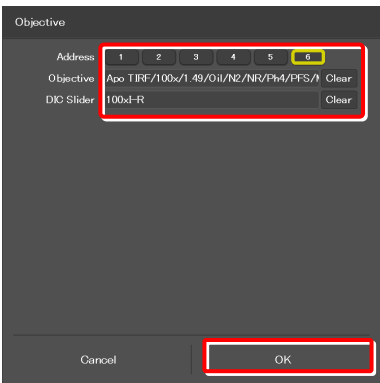 Objective
Address 1 2 3 4 5 6
Objective Apo TIRF/100x/1.49/Oil/N2/NR/Ph4/PFS/ Clear
DIC Slider 100xI-R Clear
Cancel OK